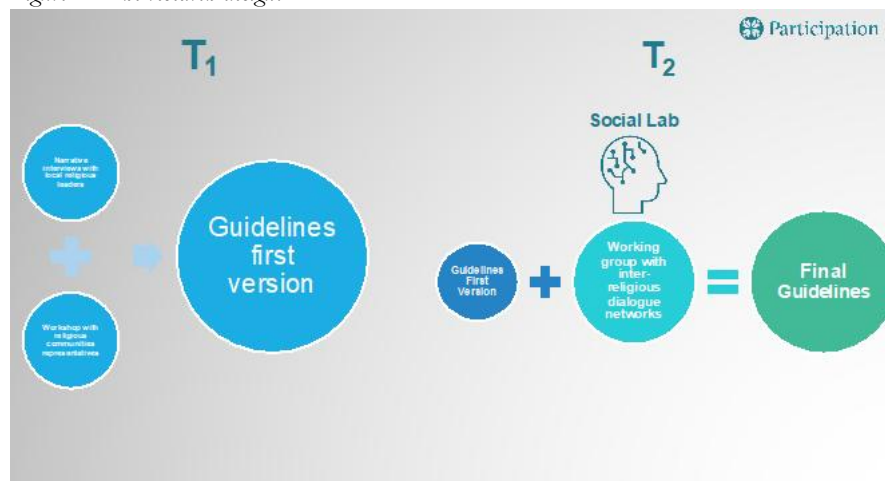 T1
T2
Participation
Narrative
interviews with
local religious
leaders
Workshop with
religious
communities
representatives
Guidelines
first
version
Social Lab
Guidelines
First
Version
Working
group with
inter-
religious
dialogue
networks
Final
Guidelines